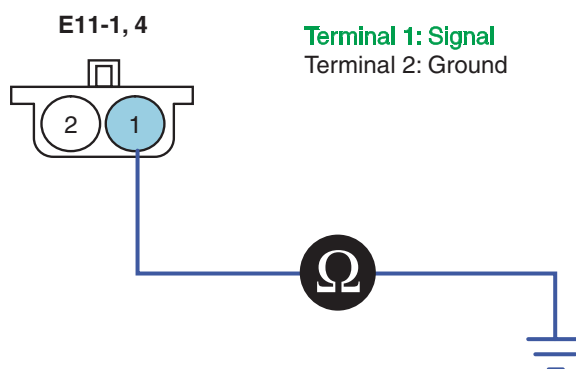 E11-1, 4
Terminal 1: Signal
Terminal 2: Ground
2 1
Ω